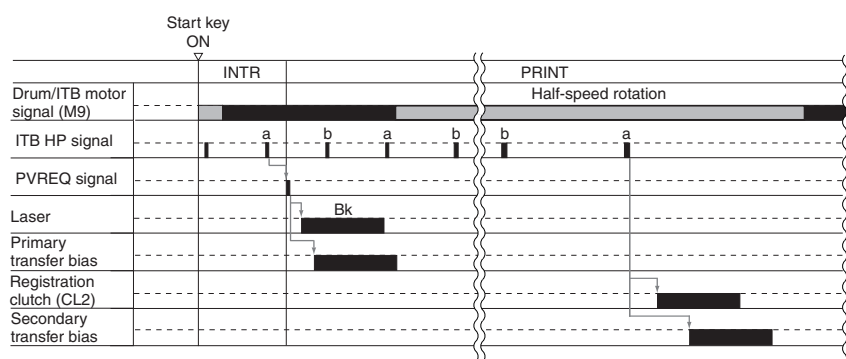 Start key
ON
INTR
PRINT
Drum/ITB motor
signal (M9)
Half-speed rotation
ITB HP signal
a
b
a
b
b
a
PVREQ signal
Laser
Bk
Primary
transfer bias
Registration
clutch (CL2)
Secondary
transfer bias